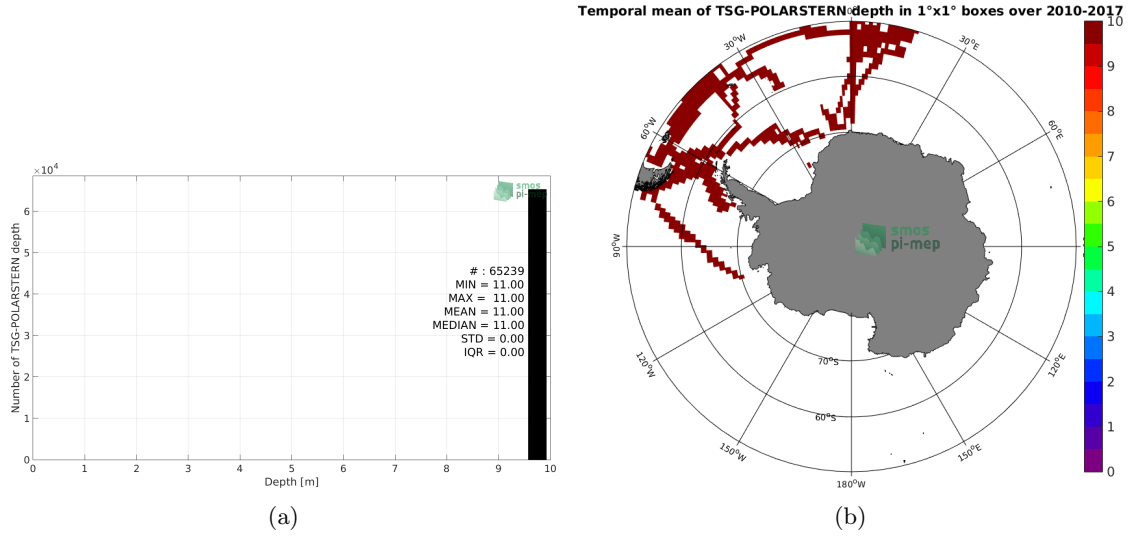 Temporal mean of TSG-POLARSTERN depth in 1°x1° boxes over 2010-2017
×10⁴
Number of TSG-POLARSTERN depth
6
5
4
3
2
1
0
smos
pi-mep
# : 65239
MIN = 11.00
MAX = 11.00
MEAN = 11.00
MEDIAN = 11.00
STD = 0.00
IQR = 0.00
0 1 2 3 4 5 6 7 8 9 10
Depth [m]
(a)
0°
30°W
30°E
60°W
60°E
90°W
smos
pi-mep
120°W
120°E
70°S
60°S
150°W
150°E
180°W
10
9
8
7
6
5
4
3
2
1
0
(b)